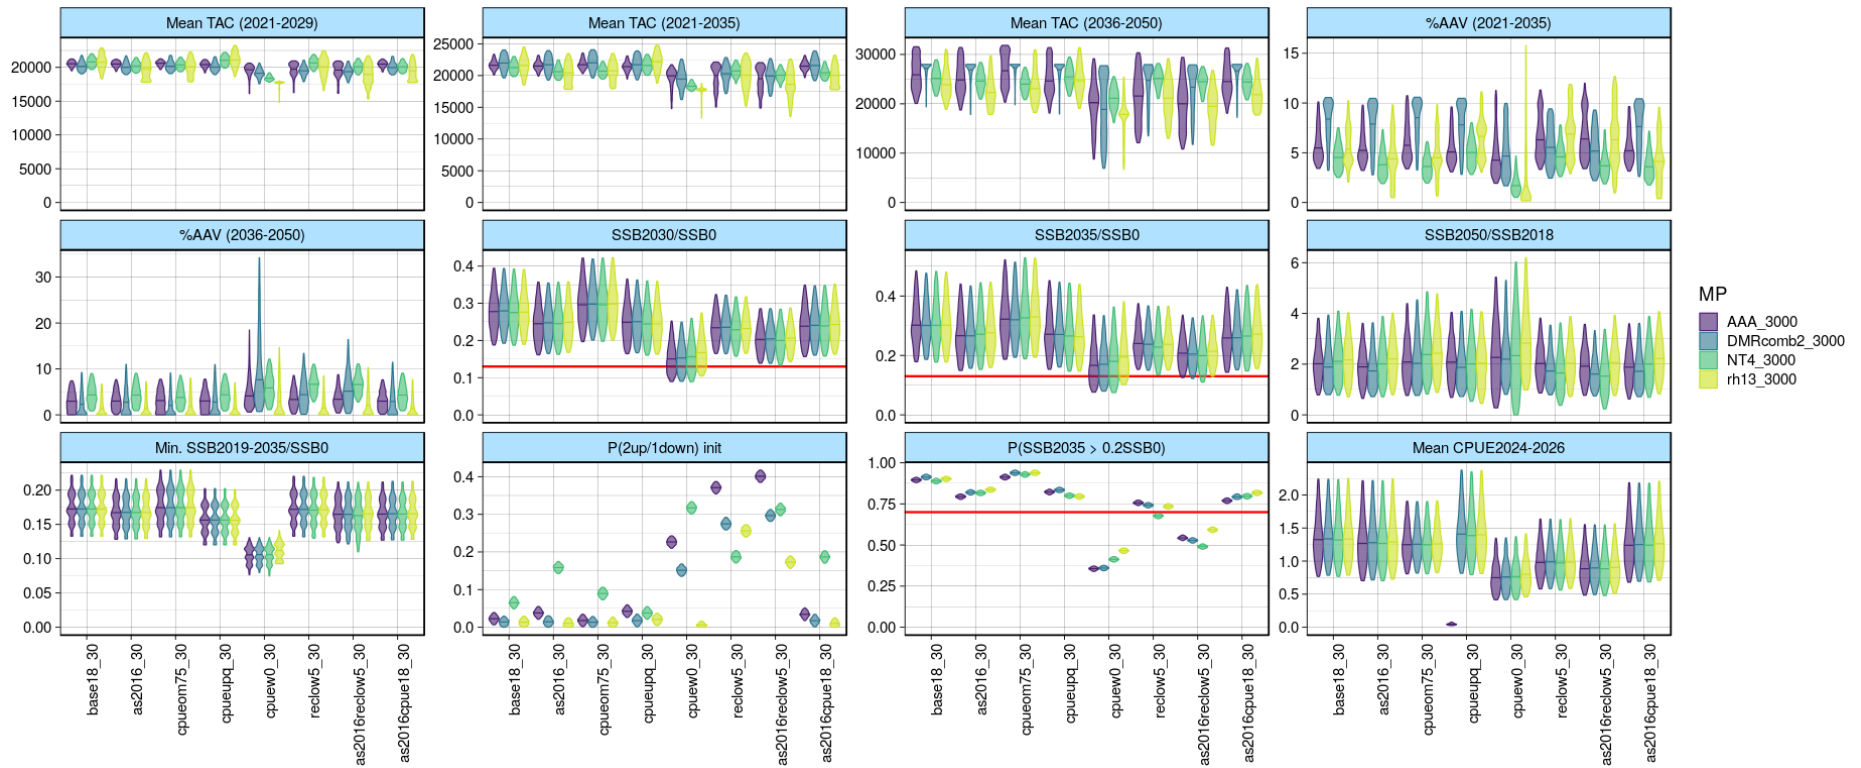 Mean TAC (2021-2029)
Mean TAC (2021-2035)
Mean TAC (2036-2050)
%AAV (2021-2035)
20000
15000
10000
5000
0
25000
20000
15000
10000
5000
0
30000
20000
10000
0
15
10
5
0
%AAV (2036-2050)
SSB2030/SSB0
SSB2035/SSB0
SSB2050/SSB2018
30
20
10
0
0.4
0.3
0.2
0.1
0.0
0.4
0.2
0.0
6
4
2
0
MP
AAA_3000
DMRcomb2_3000
NT4_3000
rh13_3000
Min. SSB2019-2035/SSB0
P(2up/1down) init
P(SSB2035 > 0.2SSB0)
Mean CPUE2024-2026
0.20
0.15
0.10
0.05
0.00
0.4
0.3
0.2
0.1
0.0
1.00
0.75
0.50
0.25
0.00
2.0
1.5
1.0
0.5
0.0
base18_30
as2016_30
cpueom75_30
cpueupq_30
cpuew0_30
reclow5_30
as2016reclow5_30
as2016cpue18_30
base18_30
as2016_30
cpueom75_30
cpueupq_30
cpuew0_30
reclow5_30
as2016reclow5_30
as2016cpue18_30
base18_30
as2016_30
cpueom75_30
cpueupq_30
cpuew0_30
reclow5_30
as2016reclow5_30
as2016cpue18_30
base18_30
as2016_30
cpueom75_30
cpueupq_30
cpuew0_30
reclow5_30
as2016reclow5_30
as2016cpue18_30